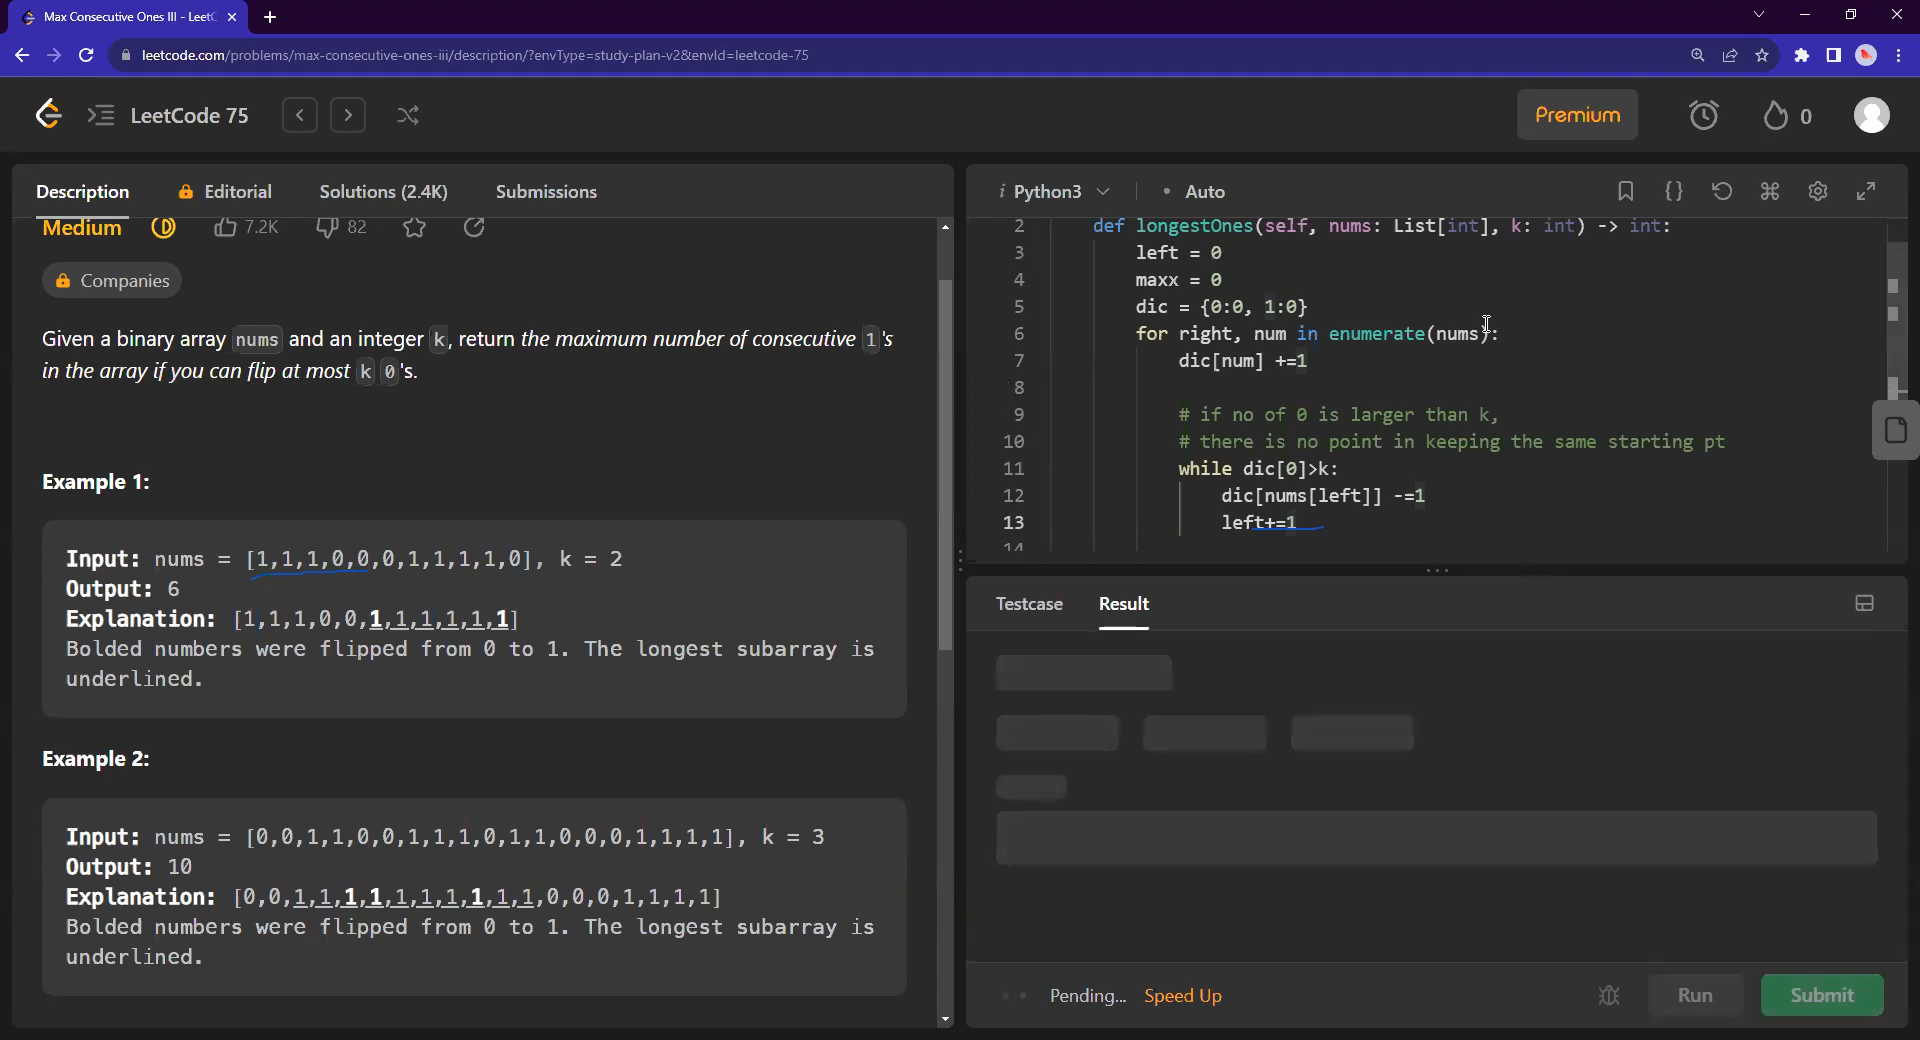 Max Consecutive Ones III - LeetC
leetcode.com/problems/max-consecutive-ones-iii/description/?envType=study-plan-v2&envId=leetcode-75
LeetCode 75
Premium
0
Description
Editorial
Solutions (2.4K)
Submissions
Medium
7.2K
82
Companies
Given a binary array nums and an integer k, return the maximum number of consecutive 1's
in the array if you can flip at most k 0's.
Example 1:
Input: nums = [1,1,1,0,0,0,1,1,1,1,0], k = 2
Output: 6
Explanation: [1,1,1,0,0,1,1,1,1,1,1]
Bolded numbers were flipped from 0 to 1. The longest subarray is
underlined.
Example 2:
Input: nums = [0,0,1,1,0,0,1,1,1,0,1,1,0,0,0,1,1,1,1], k = 3
Output: 10
Explanation: [0,0,1,1,1,1,1,1,1,1,1,1,0,0,0,1,1,1,1]
Bolded numbers were flipped from 0 to 1. The longest subarray is
underlined.
i Python3
• Auto
2 def longestOnes(self, nums: List[int], k: int) -> int:
3 left = 0
4 maxx = 0
5 dic = {0:0, 1:0}
6 for right, num in enumerate(nums):
7 dic[num] +=1
8
9 # if no of 0 is larger than k,
10 # there is no point in keeping the same starting pt
11 while dic[0]>k:
12 dic[nums[left]] -=1
13 left+=1
14
Testcase
Result
Pending...
Speed Up
Run
Submit